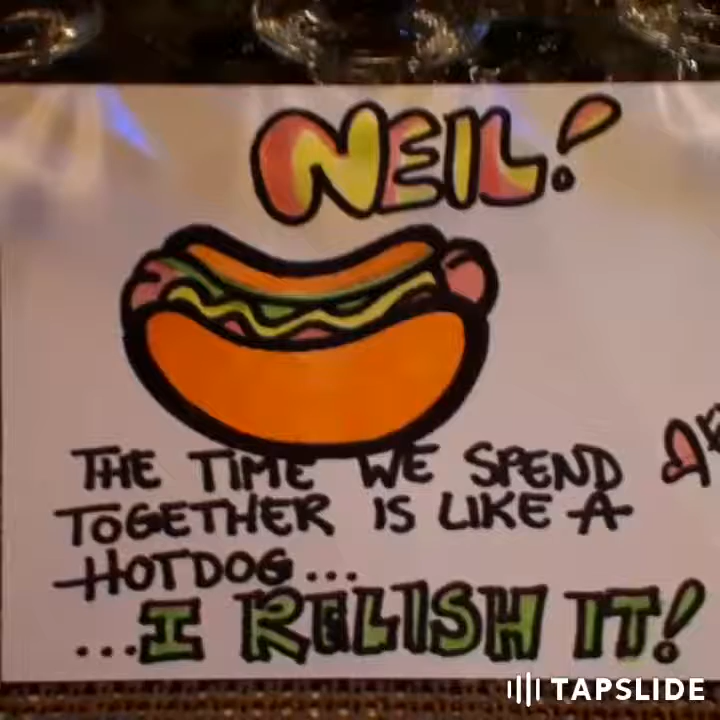 NEIL!
THE TIME WE SPEND
TOGETHER IS LIKE A
HOTDOG...
...I RELISH IT!
TAPSLIDE